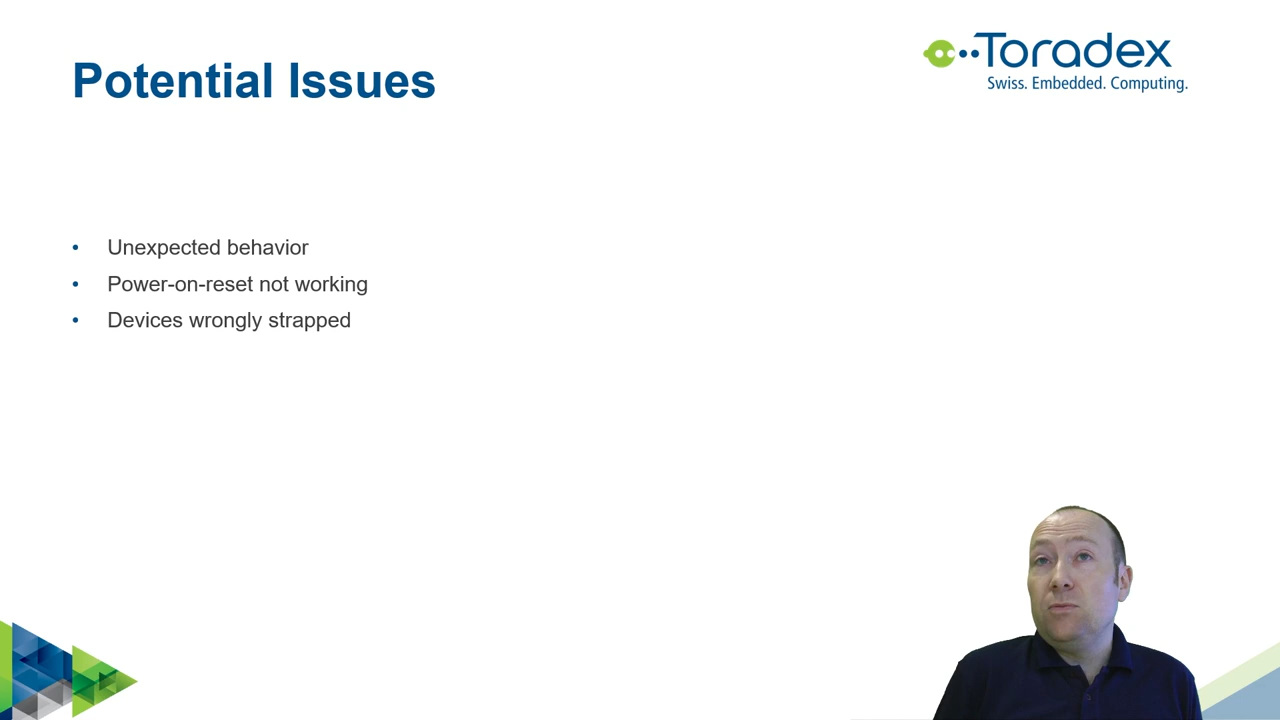 Potential Issues
Toradex
Swiss. Embedded. Computing.
• Unexpected behavior
• Power-on-reset not working
• Devices wrongly strapped